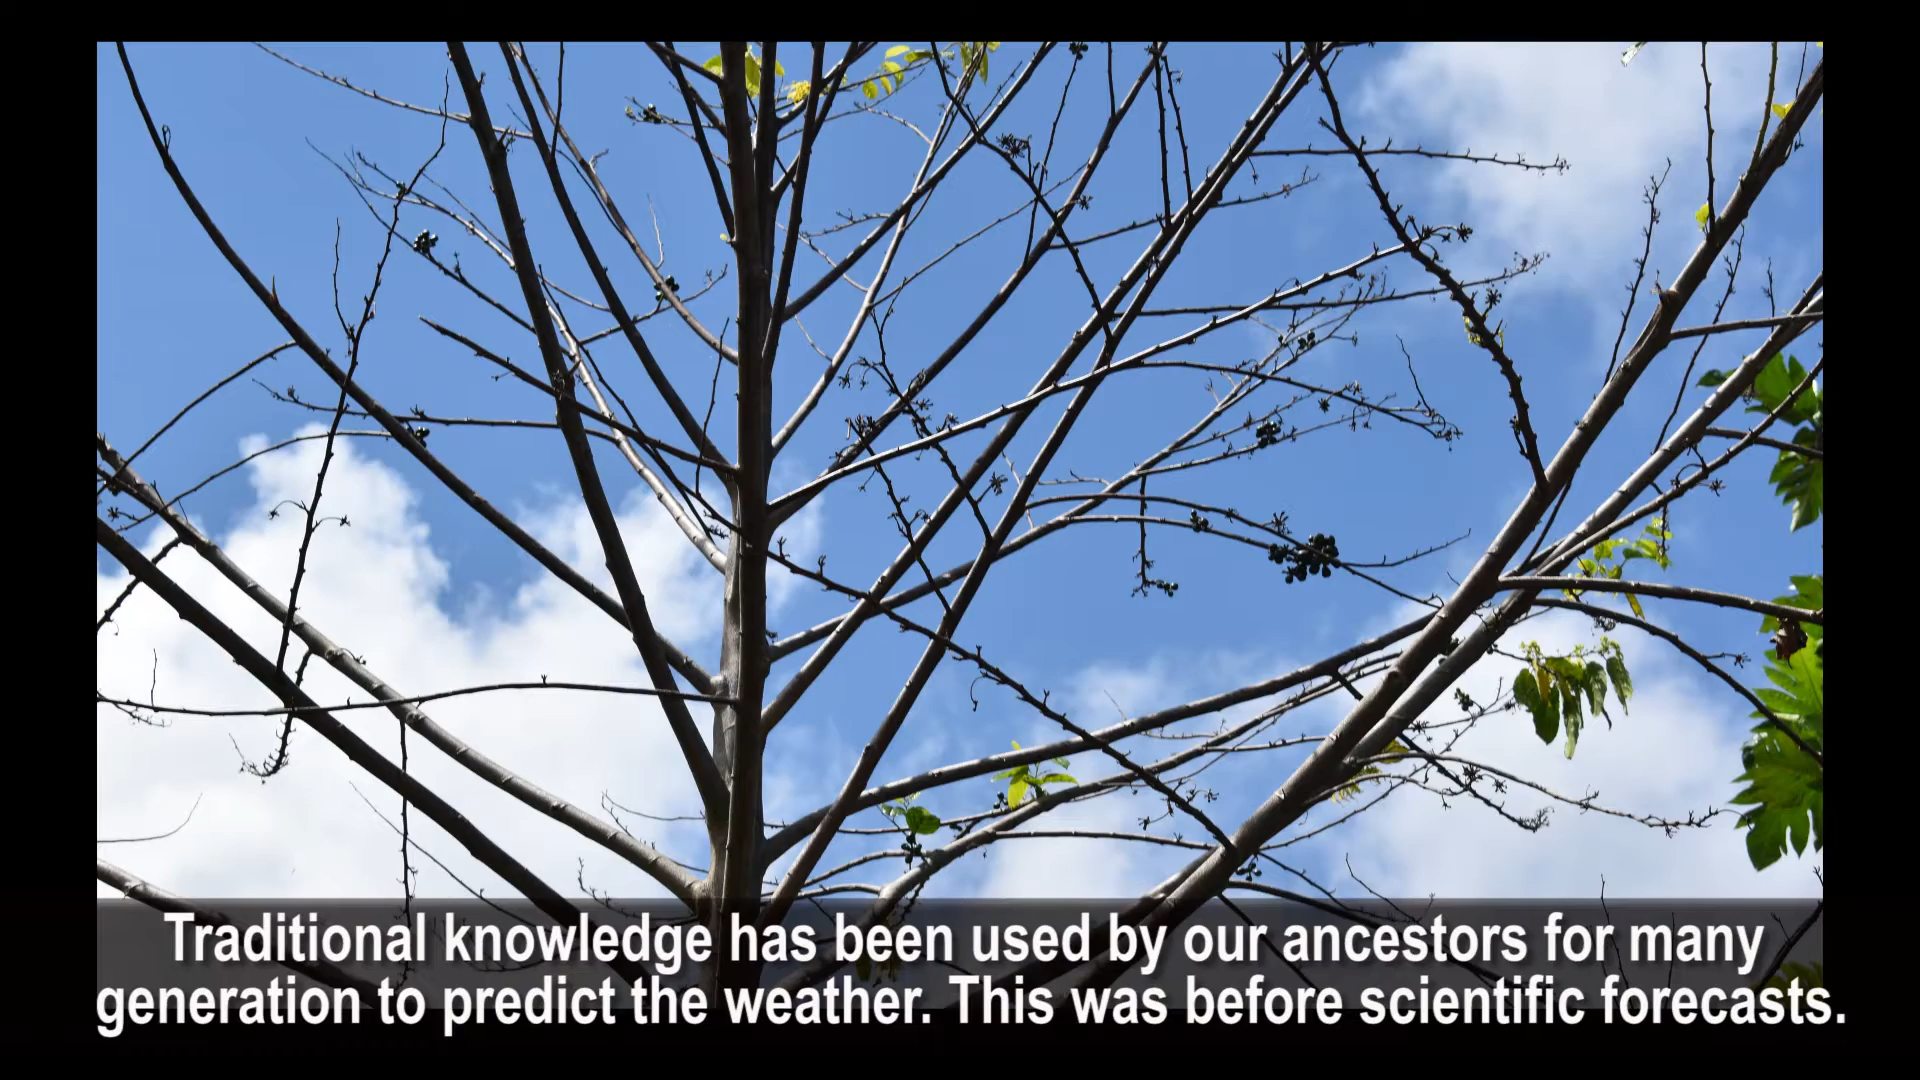 Traditional knowledge has been used by our ancestors for many
generation to predict the weather. This was before scientific forecasts.